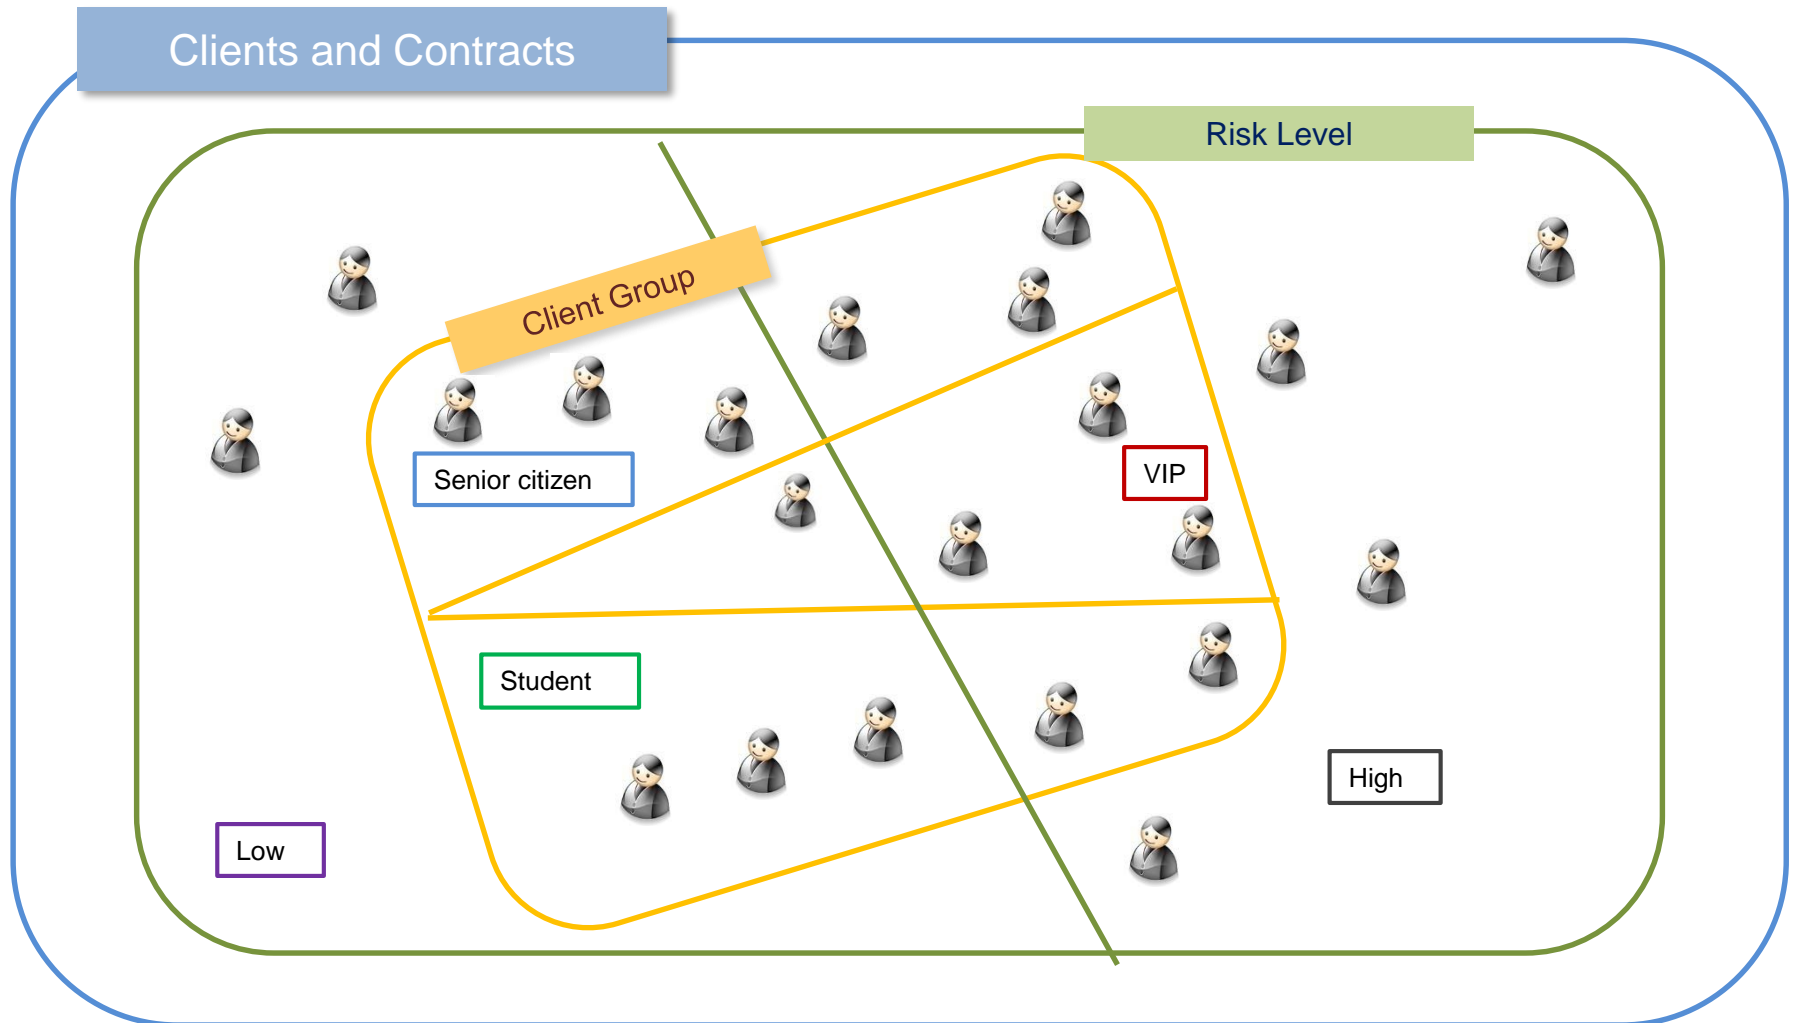 Clients and Contracts
Risk Level
Client Group
Senior citizen
VIP
Student
High
Low